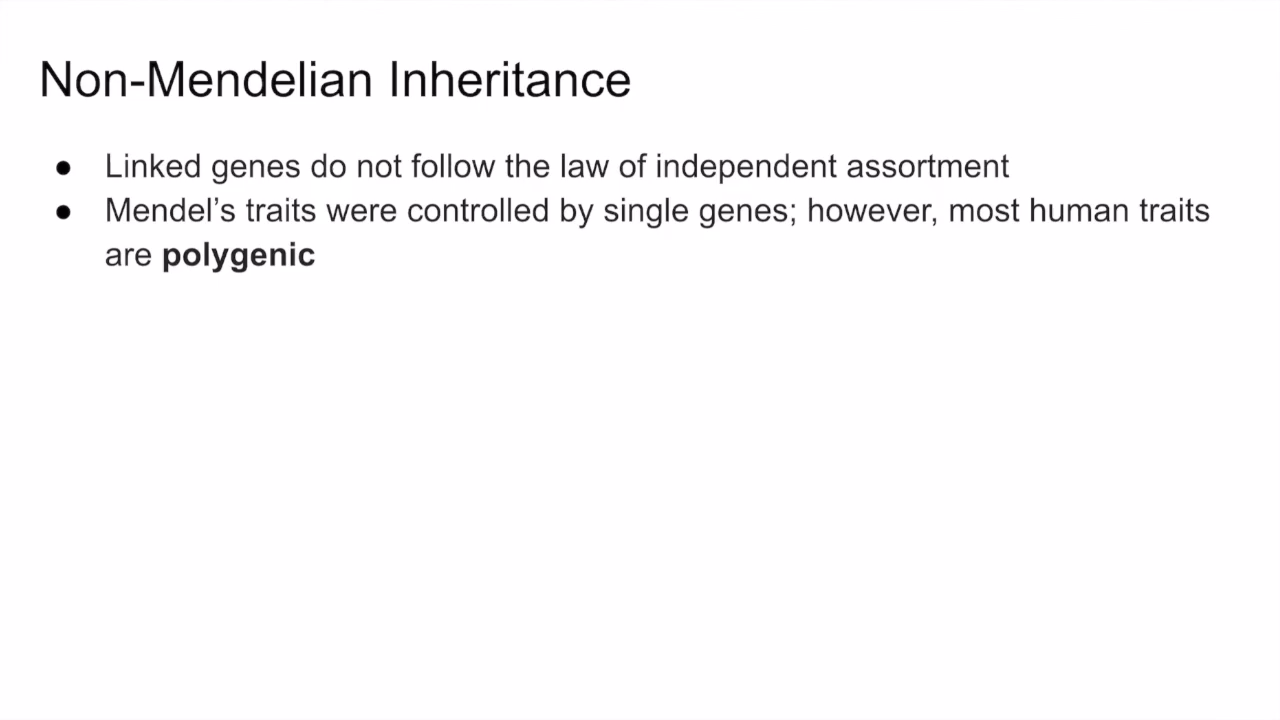 Non-Mendelian Inheritance
● Linked genes do not follow the law of independent assortment
● Mendel’s traits were controlled by single genes; however, most human traits
are polygenic